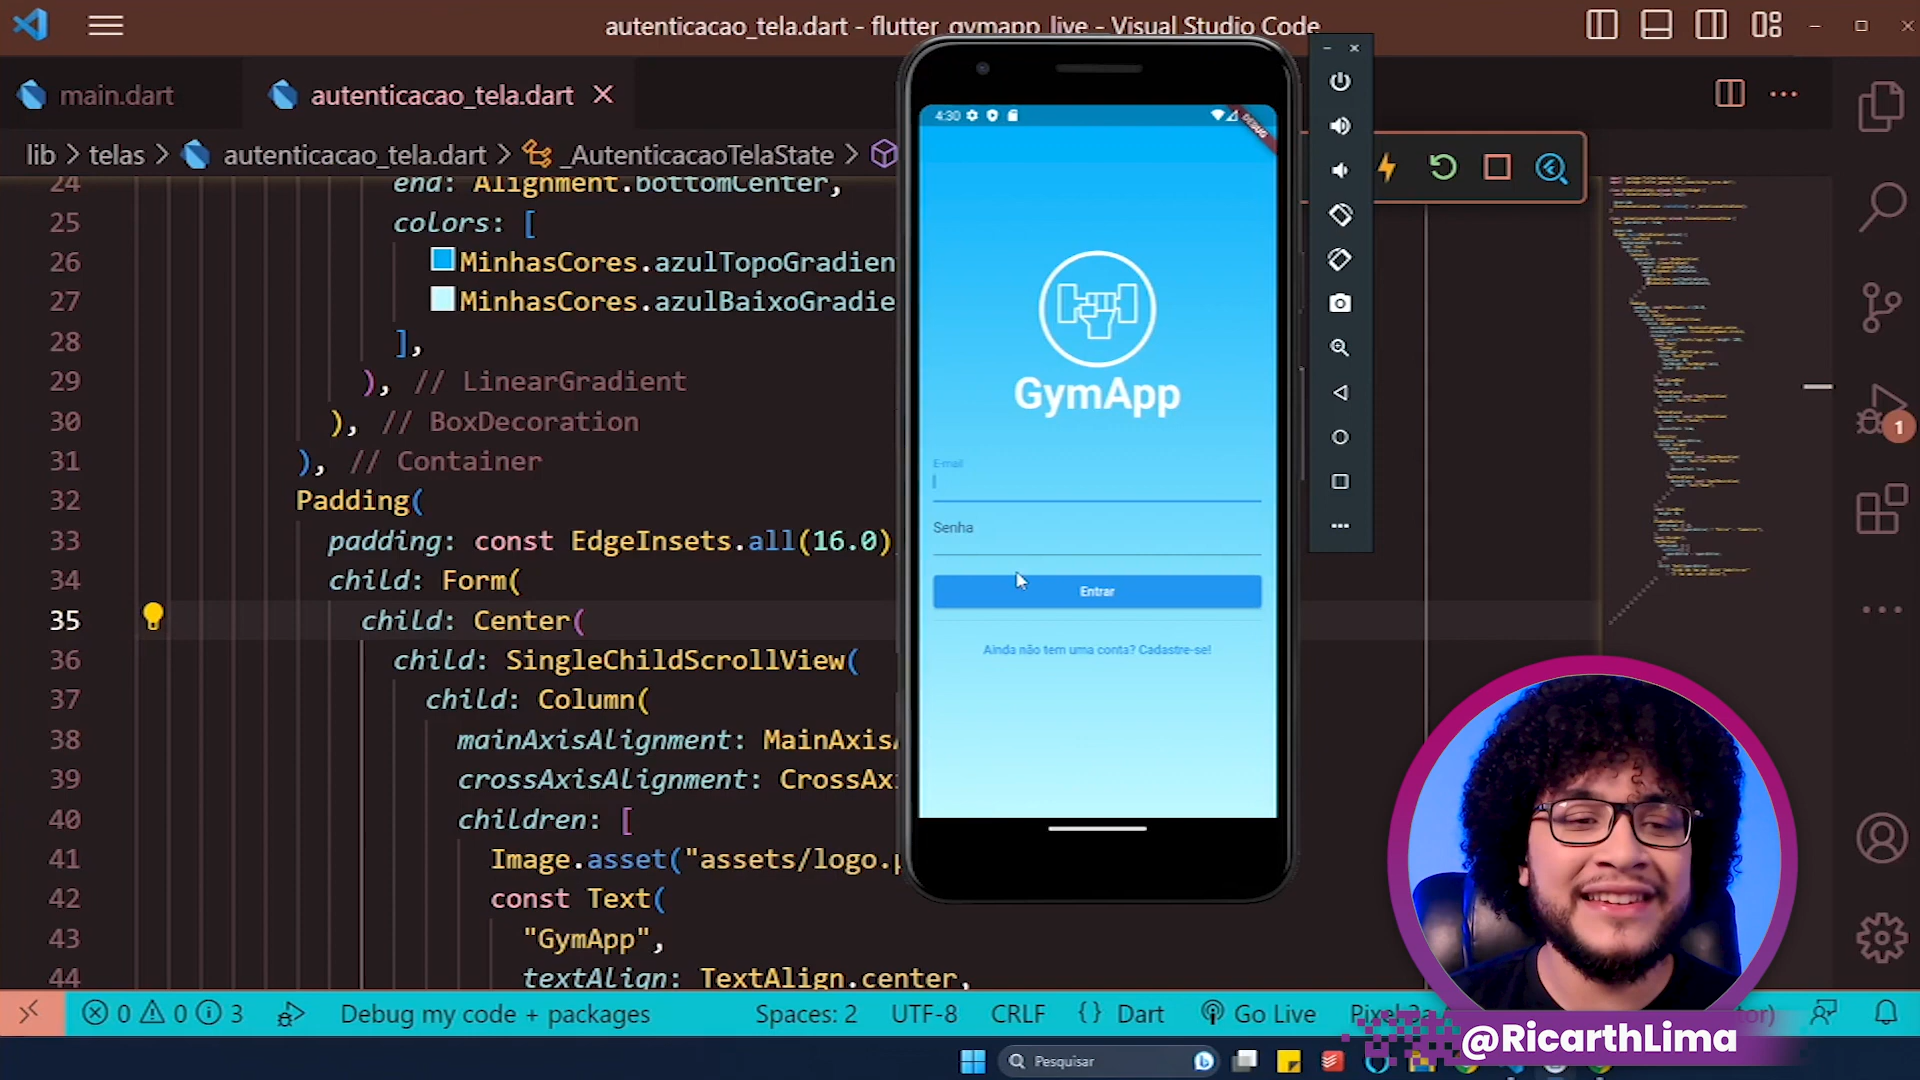 autenticacao_tela.dart - flutter_gymapp_live - Visual Studio Code
main.dart
autenticacao_tela.dart
lib > telas > autenticacao_tela.dart > _AutenticacaoTelaState >
24 end: Alignment.bottomCenter,
25 colors: [
26 MinhasCores.azulTopoGradien
27 MinhasCores.azulBaixoGradie
28 ],
29 ), // LinearGradient
30 ), // BoxDecoration
31 ), // Container
32 Padding(
33 padding: const EdgeInsets.all(16.0)
34 child: Form(
35 child: Center(
36 child: SingleChildScrollView(
37 child: Column(
38 mainAxisAlignment: MainAxis
39 crossAxisAlignment: CrossAx
40 children: [
41 Image.asset("assets/logo.
42 const Text(
43 "GymApp",
44 textAlign: TextAlign.center,
4:30
DEBUG
GymApp
E-mail
Senha
Entrar
Ainda não tem uma conta? Cadastre-se!
1
0 0 3
Debug my code + packages
Spaces: 2
UTF-8
CRLF
{} Dart
Go Live
@RicarthLima
Pesquisar